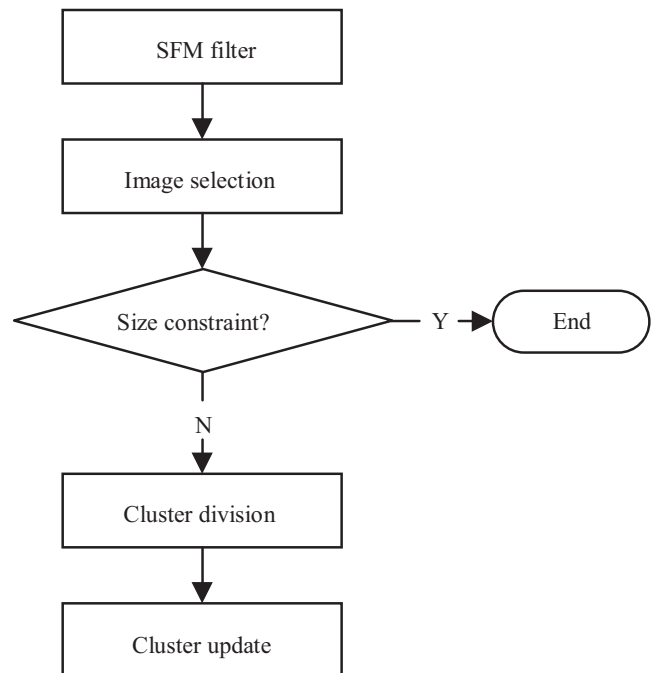 SFM filter
Image selection
Size constraint?
Y
End
N
Cluster division
Cluster update